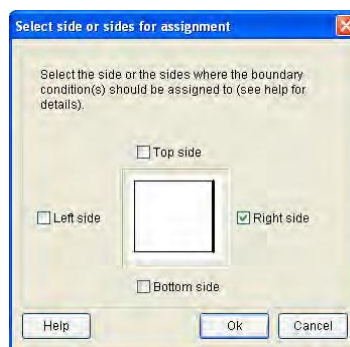 Select side or sides for assignment
Select the side or the sides where the boundary
condition(s) should be assigned to (see help for
details).
Top side
Left side
Right side
Bottom side
Help
Ok
Cancel